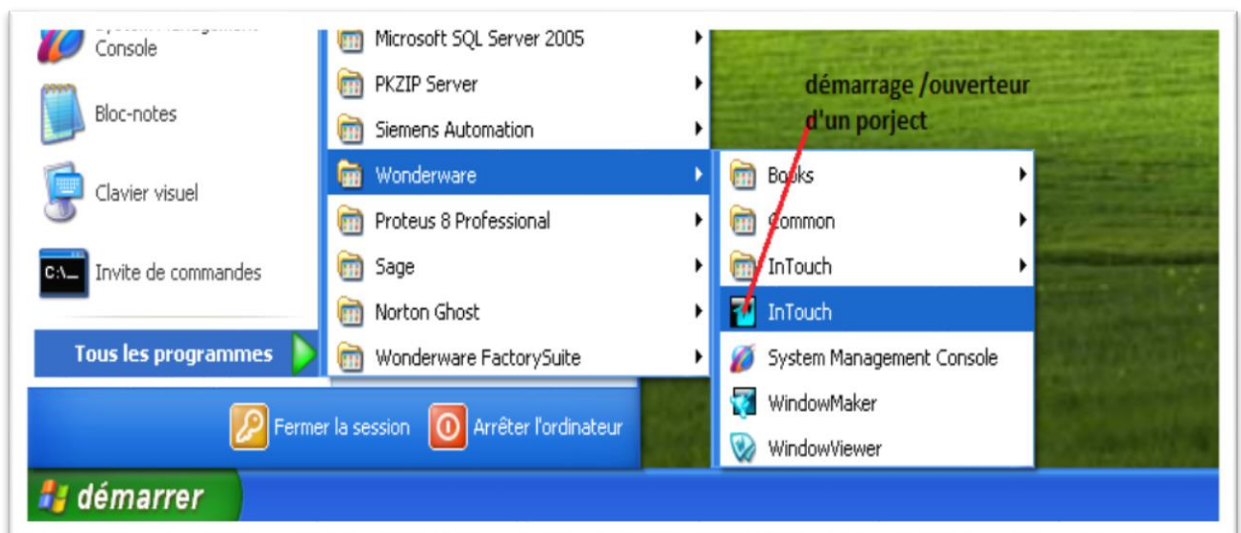 Console
Bloc-notes
Clavier visuel
C:\_
Invite de commandes
Tous les programmes
Microsoft SQL Server 2005
PKZIP Server
Siemens Automation
Wonderware
Proteus 8 Professional
Sage
Norton Ghost
Wonderware FactorySuite
démarrage /ouverteur
d'un porject
Books
Common
InTouch
InTouch
System Management Console
WindowMaker
WindowViewer
Fermer la session
Arrêter l'ordinateur
démarrer